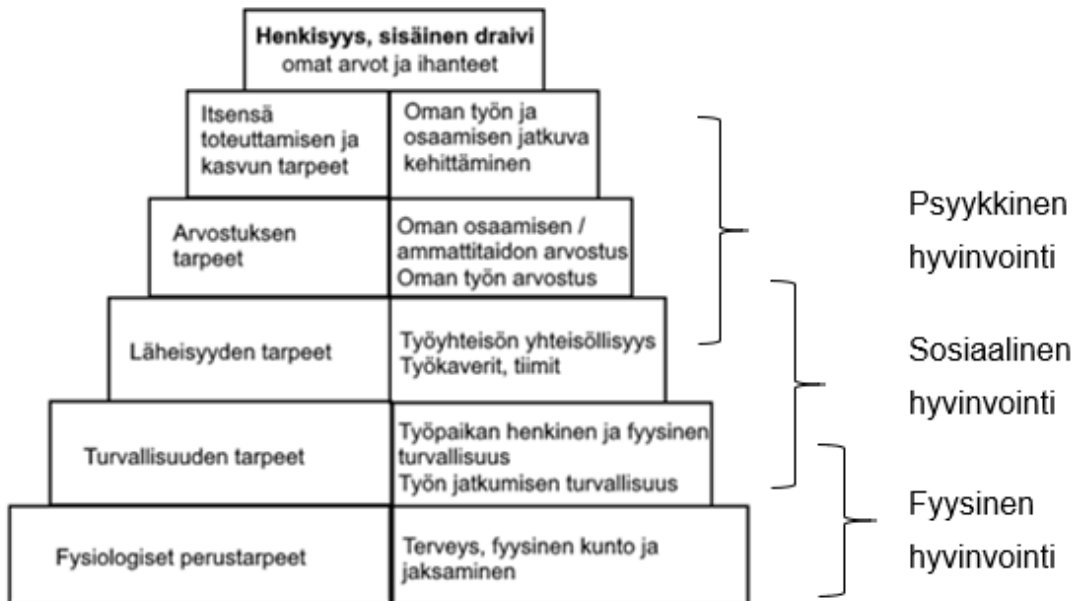 Henkisyys, sisäinen draivi
omat arvot ja ihanteet
Itsensä
toteuttamisen ja
kasvun tarpeet
Oman työn ja
osaamisen jatkuva
kehittäminen
Arvostuksen
tarpeet
Oman osaamisen /
ammattitaidon arvostus
Oman työn arvostus
Läheisyyden tarpeet
Työyhteisön yhteisöllisyys
Työkaverit, tiimit
Turvallisuuden tarpeet
Työpaikan henkinen ja fyysinen
turvallisuus
Työn jatkumisen turvallisuus
Fysiologiset perustarpeet
Terveys, fyysinen kunto ja
jaksaminen
Psyykkinen
hyvinvointi
Sosiaalinen
hyvinvointi
Fyysinen
hyvinvointi